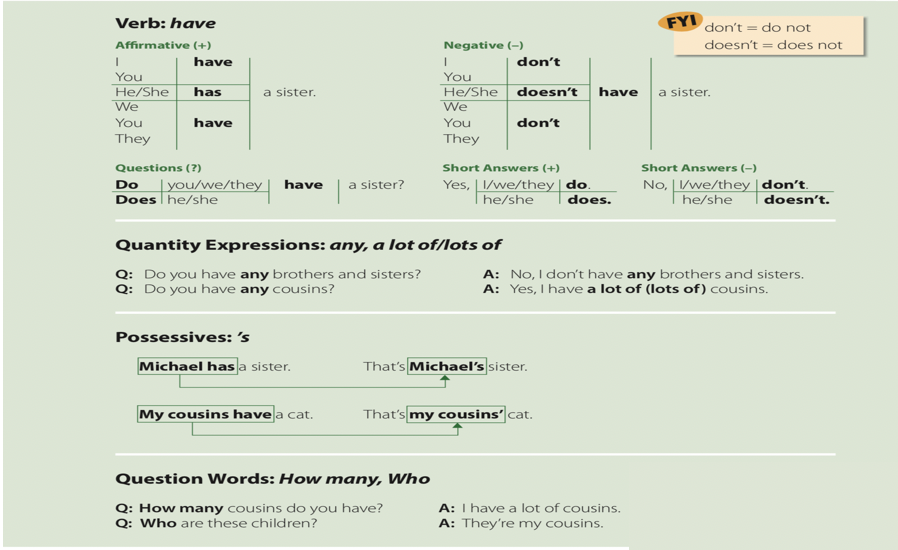 Verb: have
FYI
don't = do not
doesn't = does not
Affirmative (+)
I have
You
He/She has a sister.
We
You have
They
Negative (–)
I don't
You
He/She doesn't have a sister.
We
You don't
They
Questions (?)
Do you/we/they have a sister?
Does he/she
Short Answers (+)
Yes, I/we/they do.
he/she does.
Short Answers (–)
No, I/we/they don't.
he/she doesn't.
Quantity Expressions: any, a lot of/lots of
Q: Do you have any brothers and sisters? A: No, I don't have any brothers and sisters.
Q: Do you have any cousins? A: Yes, I have a lot of (lots of) cousins.
Possessives: 's
Michael has a sister. That's Michael's sister.
My cousins have a cat. That's my cousins' cat.
Question Words: How many, Who
Q: How many cousins do you have? A: I have a lot of cousins.
Q: Who are these children? A: They're my cousins.